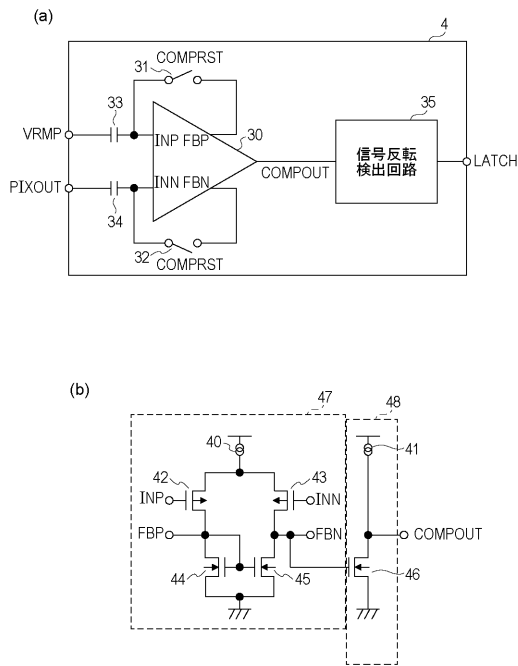 (a)
4
31
COMPRST
33
35
30
VRMP
INP FBP
信号反転
検出回路
COMPOUT
LATCH
PIXOUT
INN FBN
34
32
COMPRST
(b)
47
48
40
41
42
43
INP
INN
FBP
FBN
COMPOUT
44
45
46